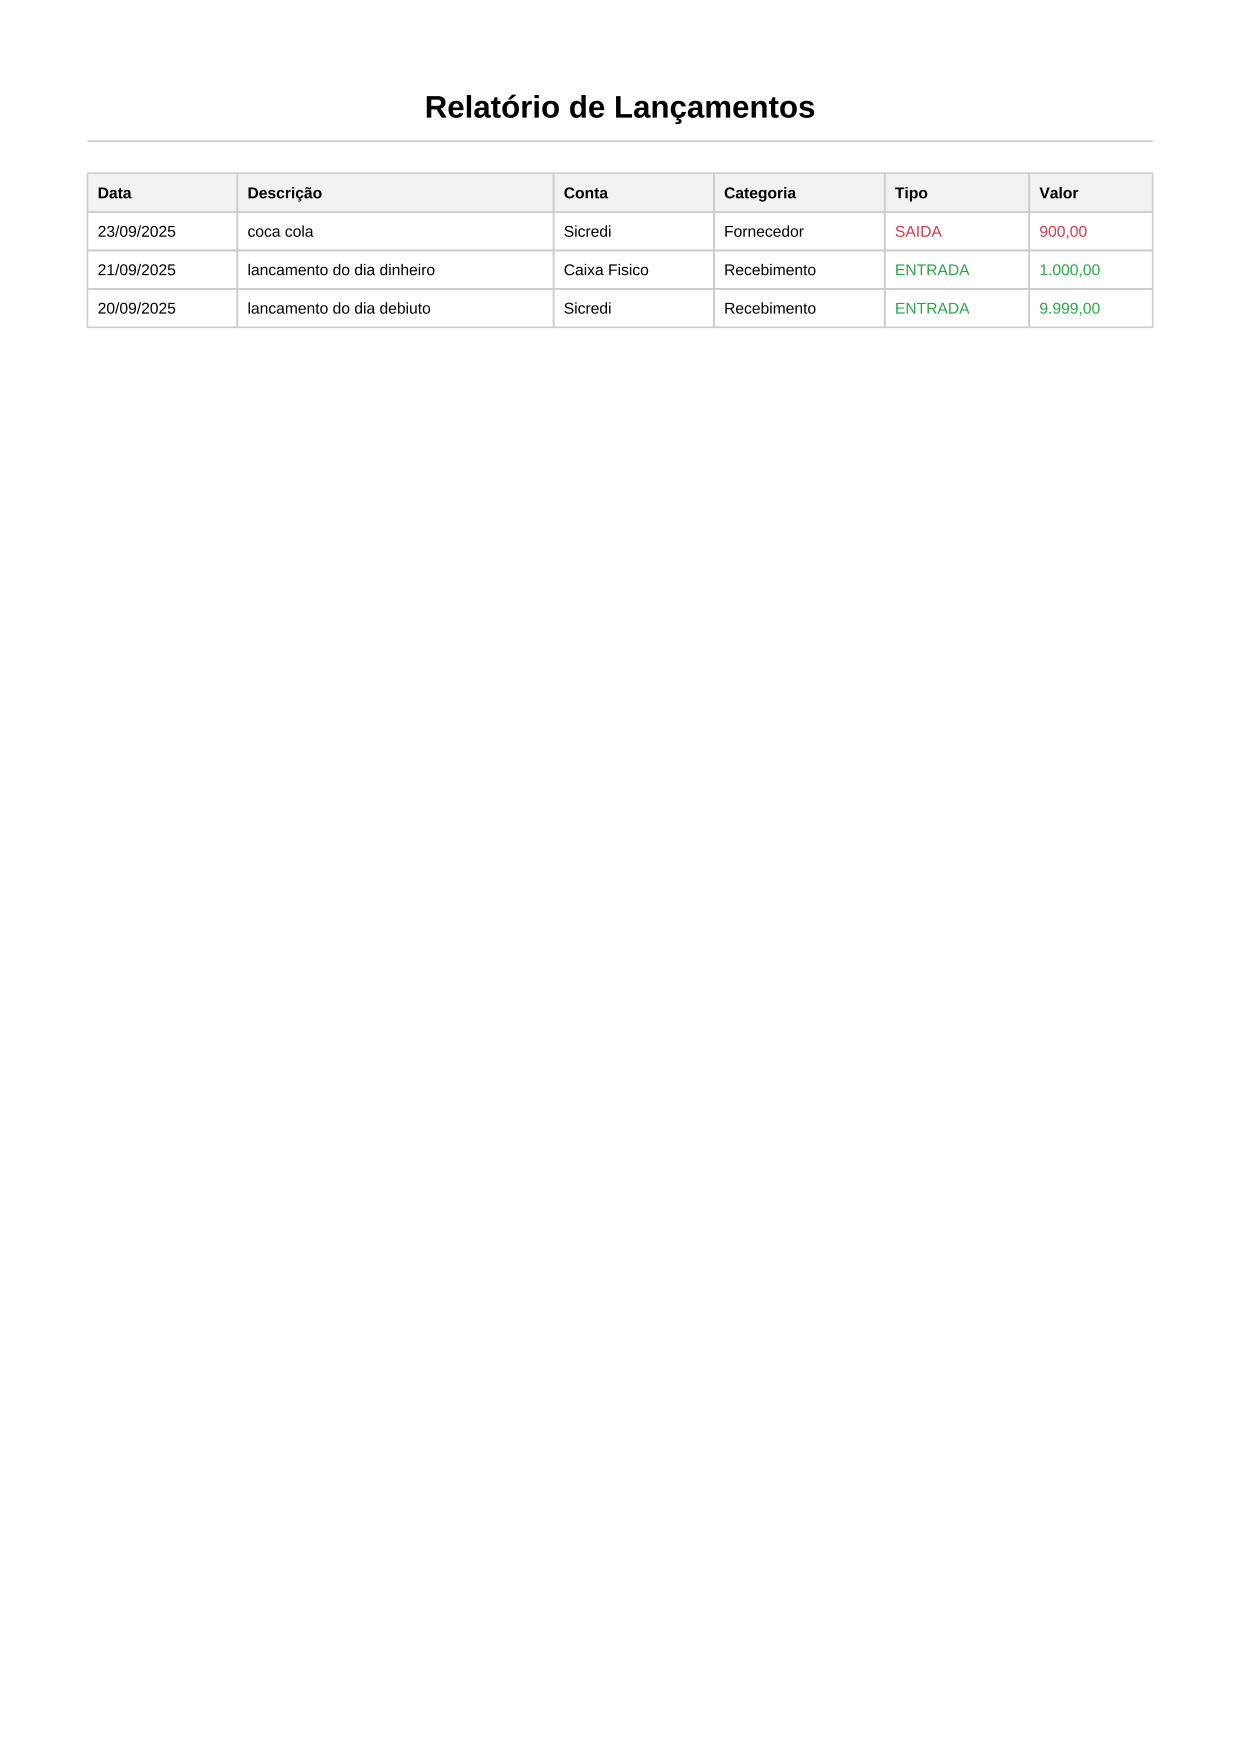 Relatório de Lançamentos
Data Descrição Conta Categoria Tipo Valor
23/09/2025 coca cola Sicredi Fornecedor SAIDA 900,00
21/09/2025 lancamento do dia dinheiro Caixa Fisico Recebimento ENTRADA 1.000,00
20/09/2025 lancamento do dia debiuto Sicredi Recebimento ENTRADA 9.999,00